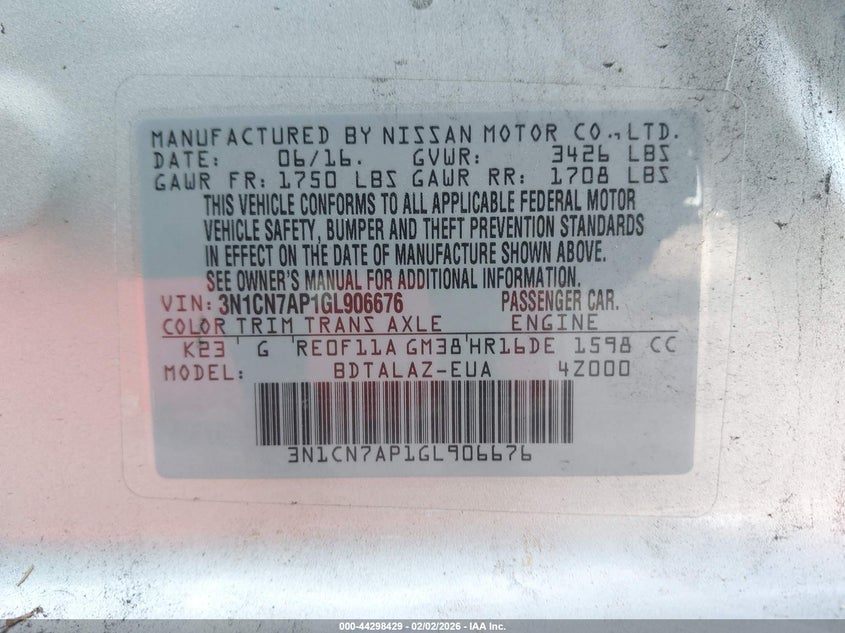 MANUFACTURED BY NISSAN MOTOR CO.,LTD.
DATE: 06/16. GVWR: 3426 LBS
GAWR FR: 1750 LBS GAWR RR: 1708 LBS
THIS VEHICLE CONFORMS TO ALL APPLICABLE FEDERAL MOTOR
VEHICLE SAFETY, BUMPER AND THEFT PREVENTION STANDARDS
IN EFFECT ON THE DATE OF MANUFACTURE SHOWN ABOVE.
SEE OWNER'S MANUAL FOR ADDITIONAL INFORMATION.
VIN: 3N1CN7AP1GL906676 PASSENGER CAR.
COLOR TRIM TRANS AXLE ENGINE
K23 ' G RE0F11A GM38'HR16DE 1598 CC
MODEL: BDTALAZ-EUA 4Z000
3N1CN7AP1GL906676
000-44298429 - 02/02/2026 - IAA Inc.